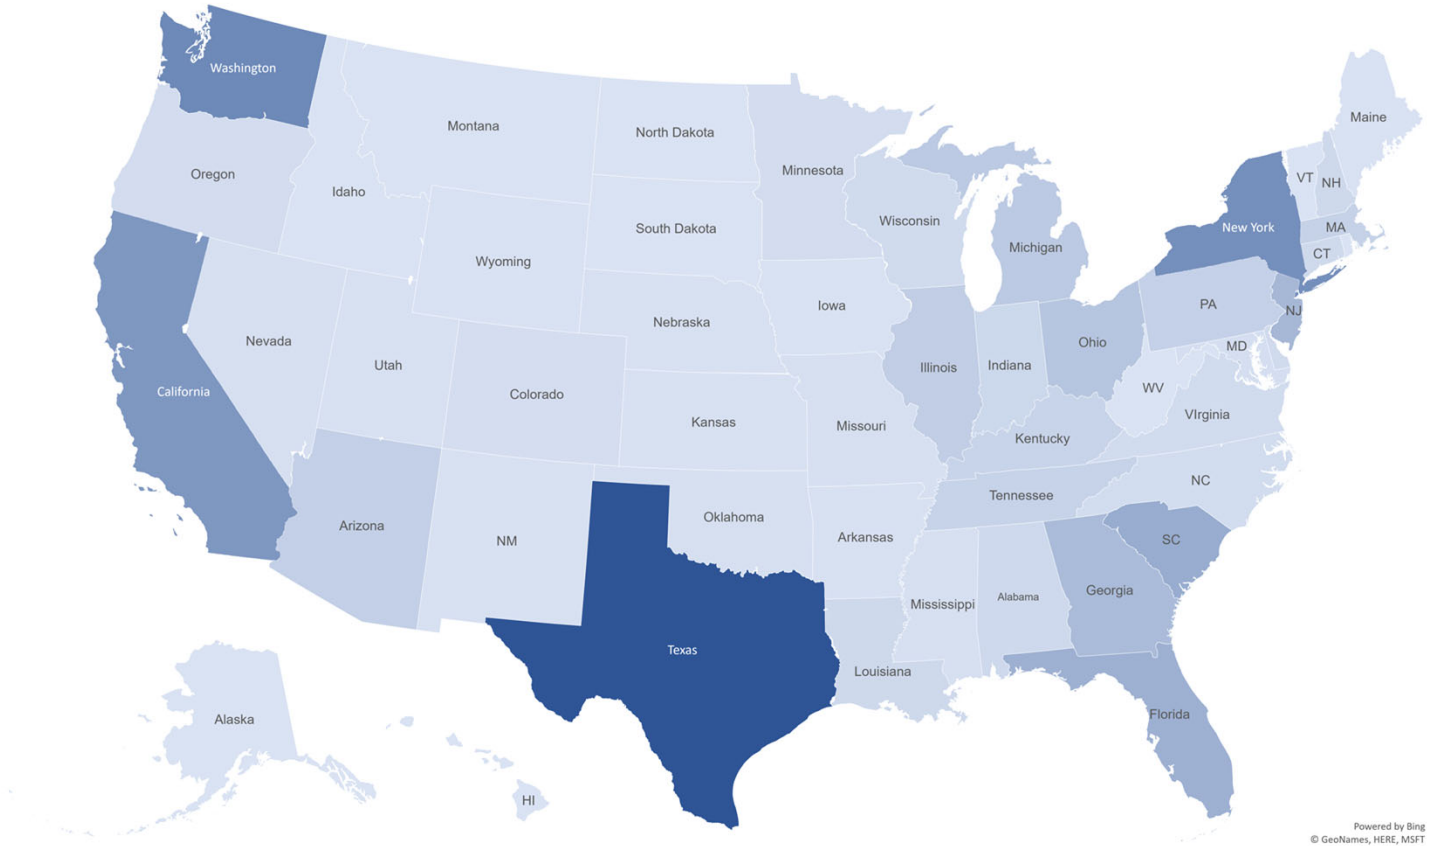 Washington
Montana
North Dakota
Minnesota
Maine
Oregon
Idaho
VT
NH
Wisconsin
South Dakota
New York
MA
Michigan
CT
Wyoming
Iowa
PA
NJ
Nebraska
Nevada
Ohio
MD
Utah
Illinois
Indiana
California
Colorado
WV
VIrginia
Kansas
Missouri
Kentucky
NC
Tennessee
Arizona
Oklahoma
NM
Arkansas
SC
Georgia
Mississippi
Alabama
Texas
Louisiana
Florida
Alaska
HI
Powered by Bing
© GeoNames, HERE, MSFT